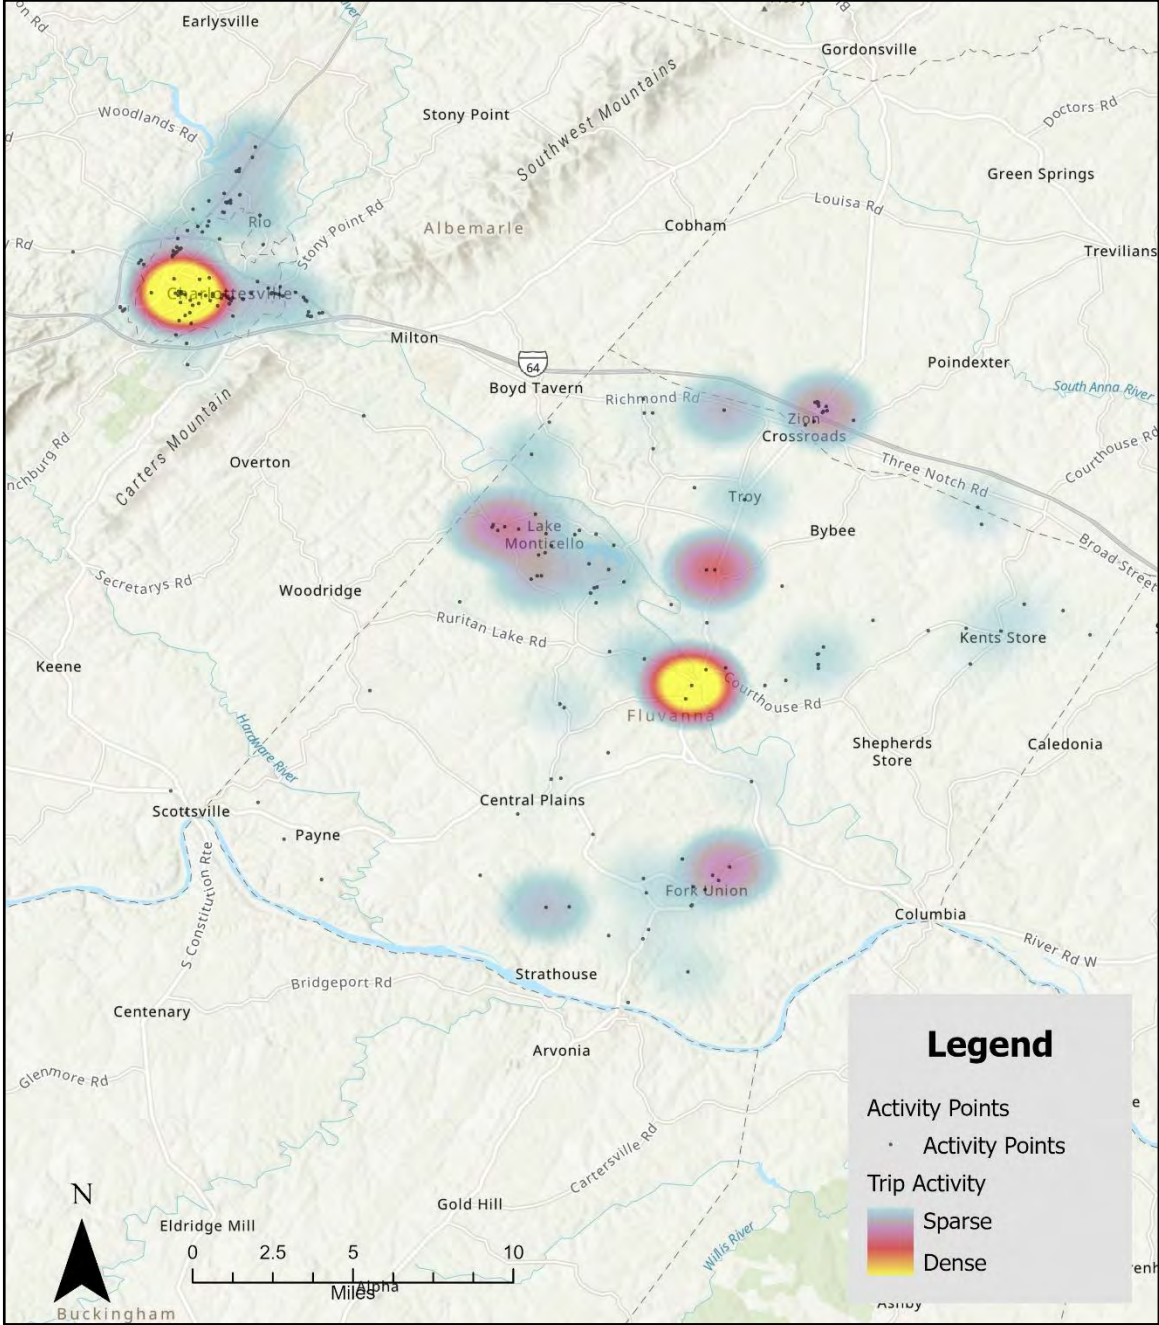 Earlysville
Gordonsville
Woodlands Rd
Stony Point
Southwest Mountains
Doctors Rd
Green Springs
Louisa Rd
Rio
Stony Point Rd
Albemarle
Cobham
Rd
Trevilians
Charlottesville
Milton
64
Boyd Tavern
Poindexter
South Anna River
Richmond Rd
Zion
Crossroads
Carters Mountain
nchburg Rd
Overton
Courthouse Rd
Three Notch Rd
Troy
Lake
Monticello
Bybee
Broad Street
Secretarys Rd
Woodridge
Ruritan Lake Rd
Kents Store
Keene
Courthouse Rd
Fluvanna
Hardware River
Shepherds
Store
Caledonia
Central Plains
Scottsville
Payne
S Constitution Rte
Fork Union
Columbia
River Rd W
Strathouse
Bridgeport Rd
Centenary
Arvonia
Glenmore Rd
Cartersville Rd
Gold Hill
Eldridge Mill
Willis River
Alpha
Buckingham
Ashby
N
0 2.5 5 10
Miles
Legend
Activity Points
Activity Points
Trip Activity
Sparse
Dense